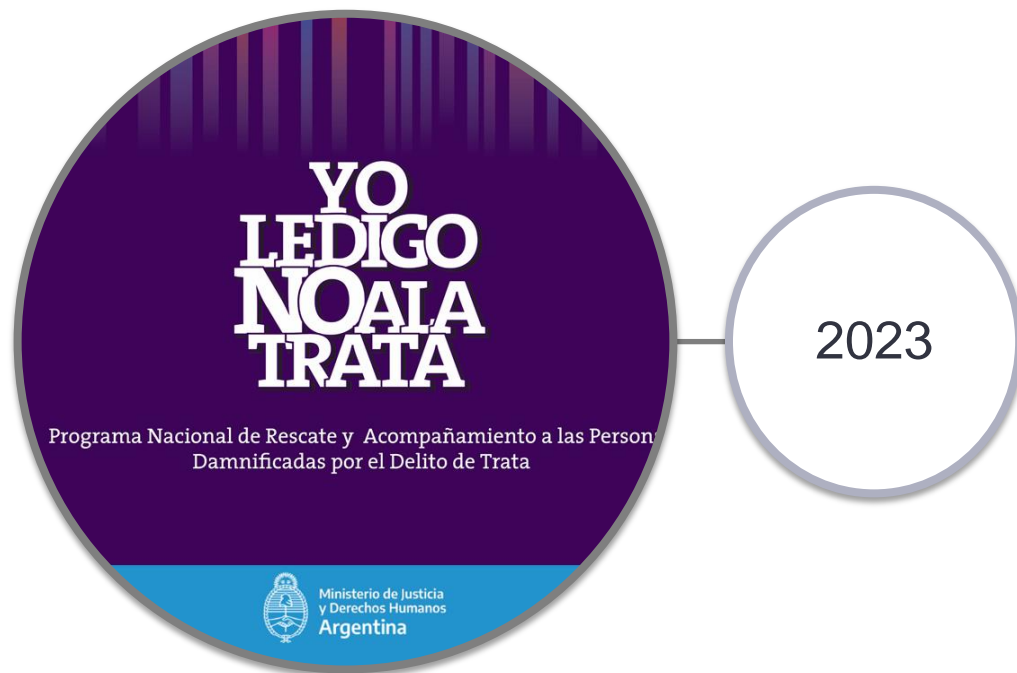 YO
LE DIGO
NO A LA
TRATA
Programa Nacional de Rescate y Acompañamiento a las Person
Damnificadas por el Delito de Trata
Ministerio de Justicia
y Derechos Humanos
Argentina
2023